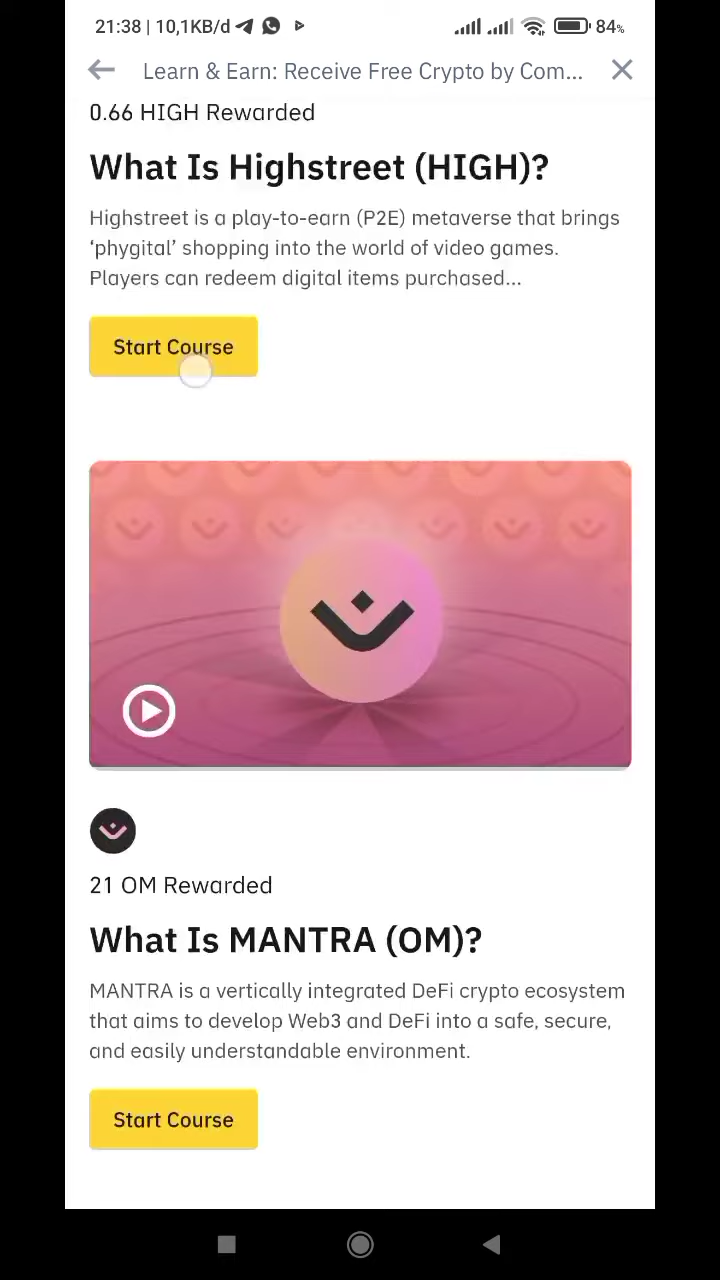 21:38 | 10,1KB/d
84%
Learn & Earn: Receive Free Crypto by Com...
0.66 HIGH Rewarded
What Is Highstreet (HIGH)?
Highstreet is a play-to-earn (P2E) metaverse that brings
‘phygital’ shopping into the world of video games.
Players can redeem digital items purchased...
Start Course
21 OM Rewarded
What Is MANTRA (OM)?
MANTRA is a vertically integrated DeFi crypto ecosystem
that aims to develop Web3 and DeFi into a safe, secure,
and easily understandable environment.
Start Course